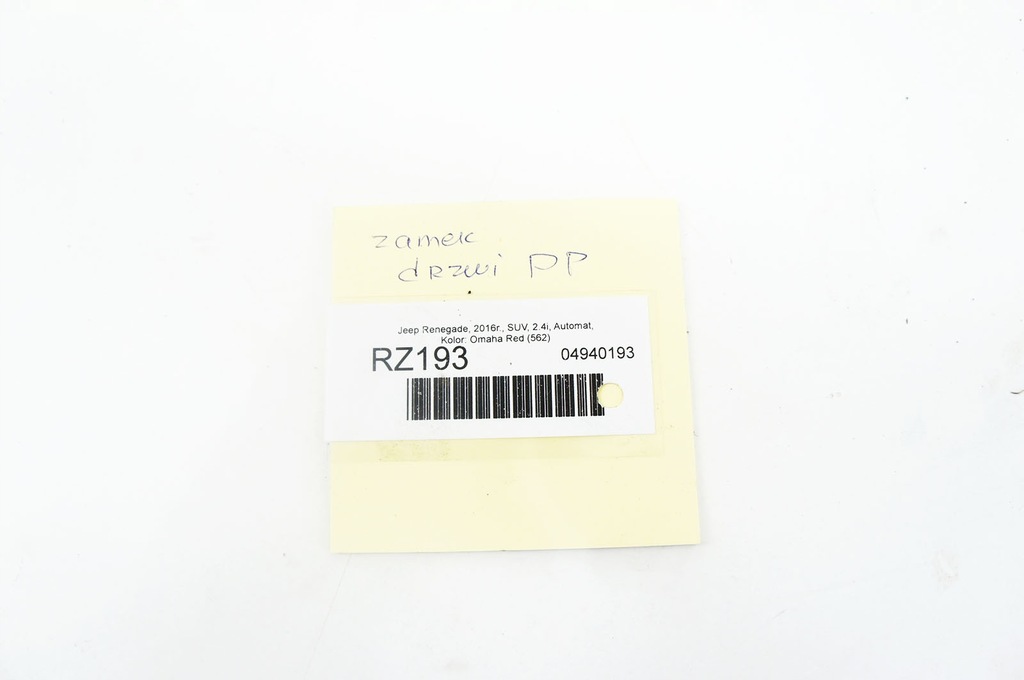 zamek
drzwi PP
Jeep Renegade, 2016r., SUV, 2.4i, Automat,
Kolor: Omaha Red (562)
RZ193 04940193